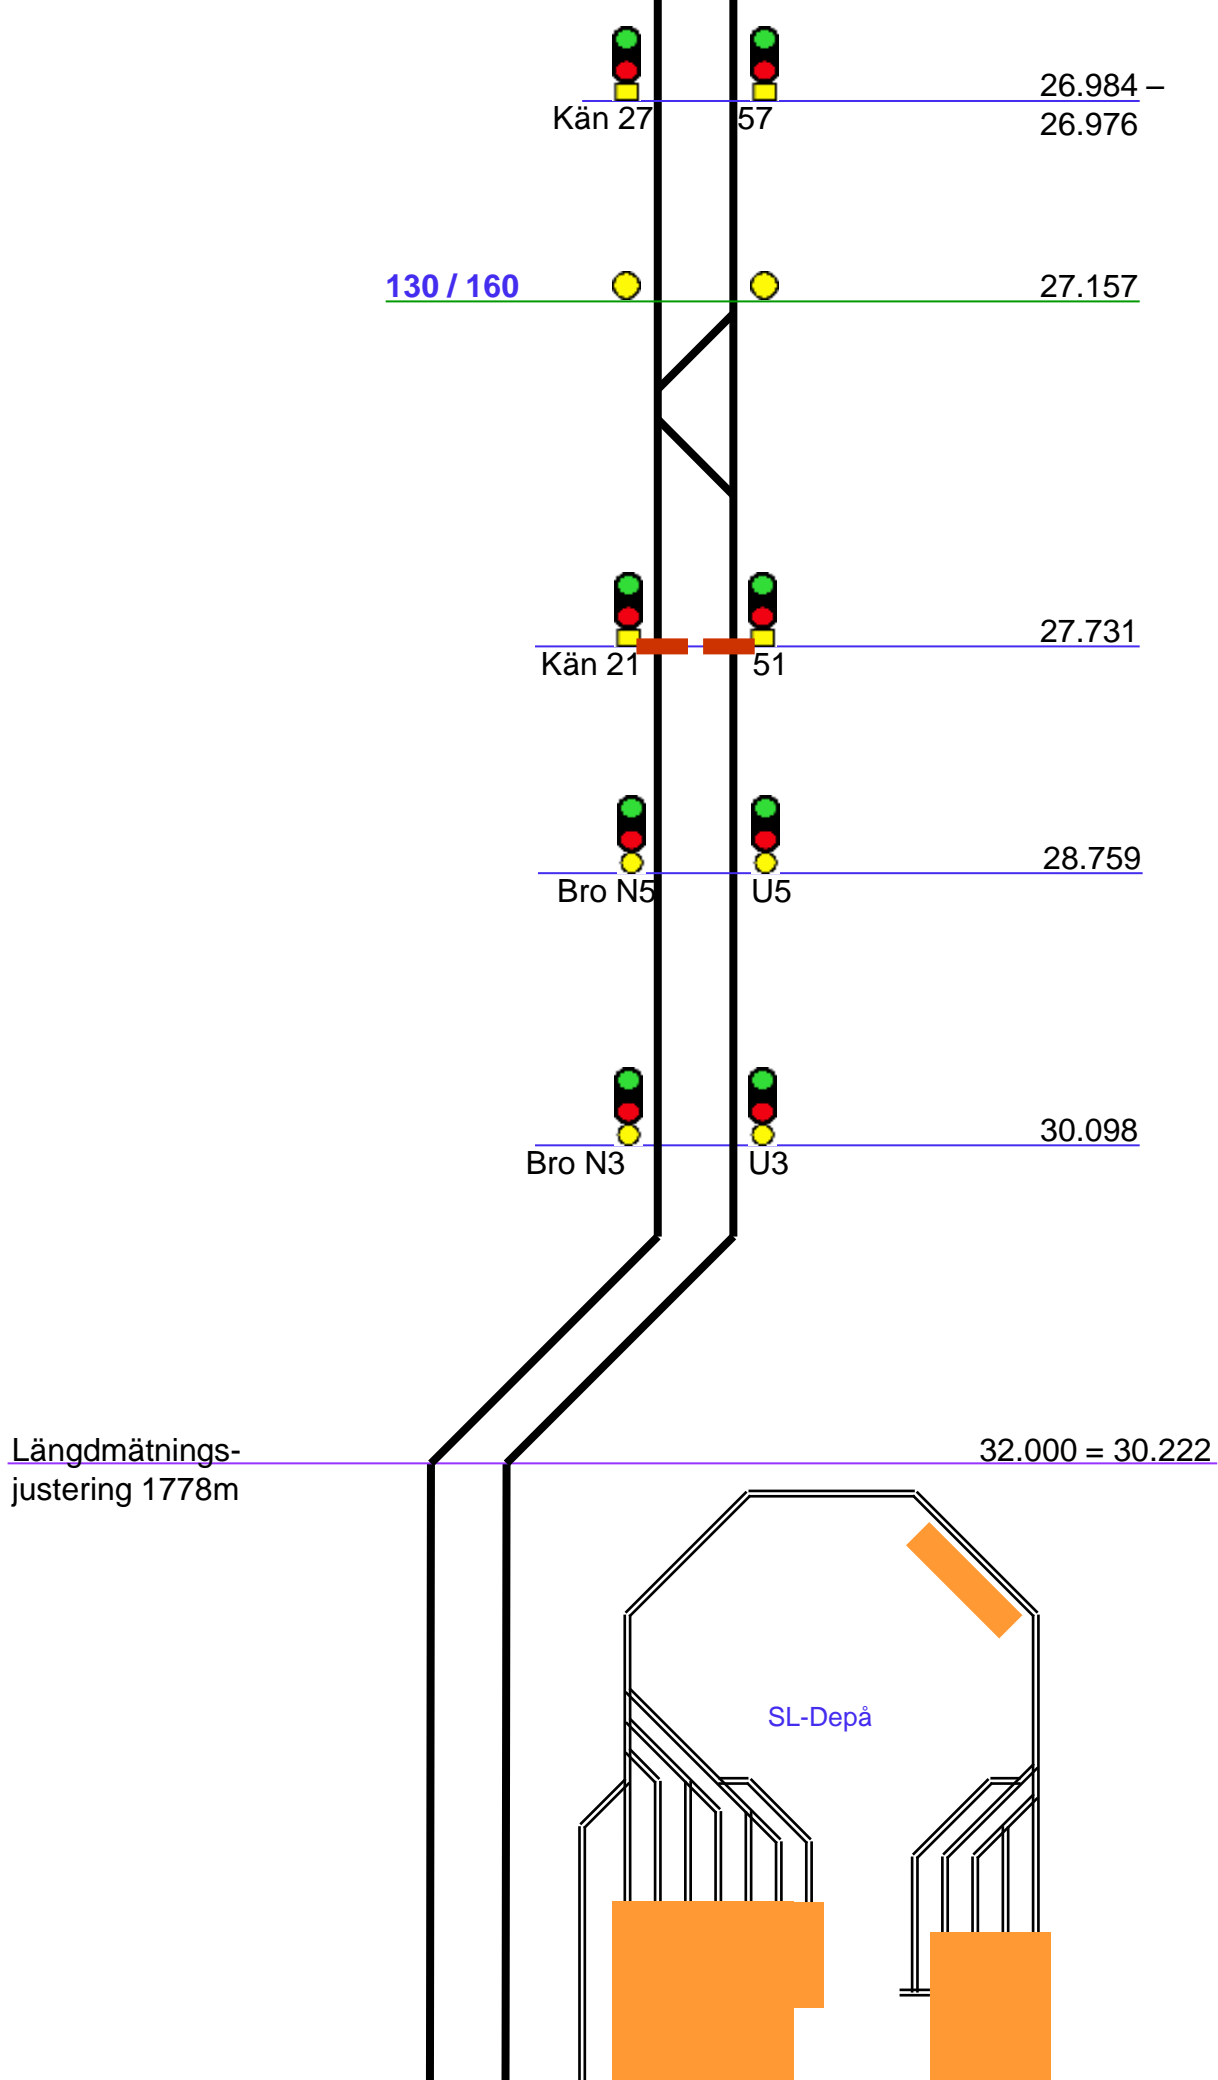 26.984 –
Kän 27 57 26.976
130 / 160 27.157
27.731
Kän 21 51
28.759
Bro N5 U5
30.098
Bro N3 U3
Längdmätnings- 32.000 = 30.222
justering 1778m
SL-Depå